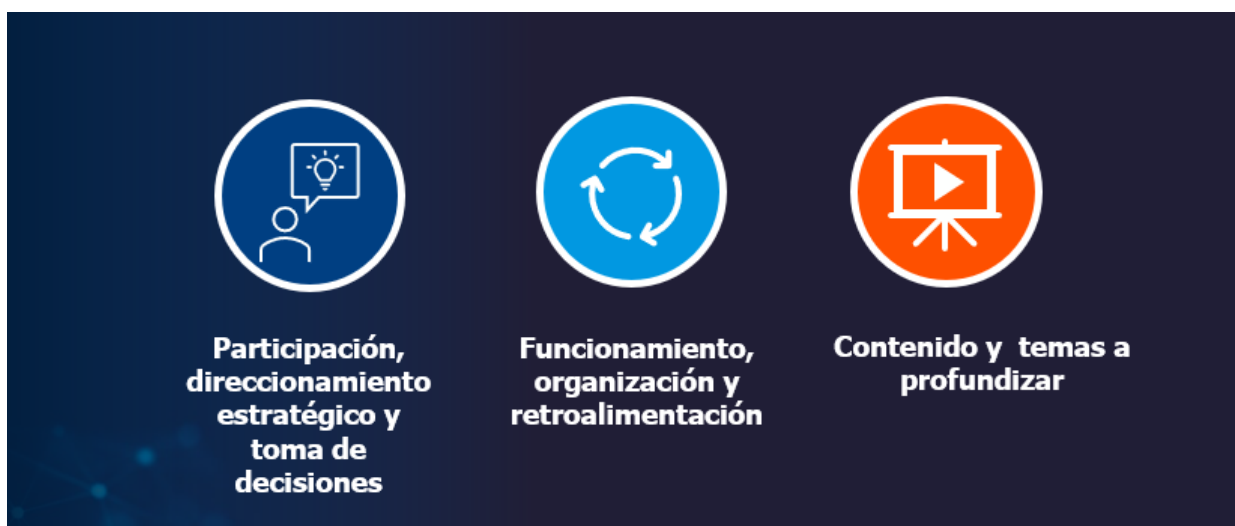 Participación,
direccionamiento
estratégico y
toma de
decisiones
Funcionamiento,
organización y
retroalimentación
Contenido y  temas a
profundizar